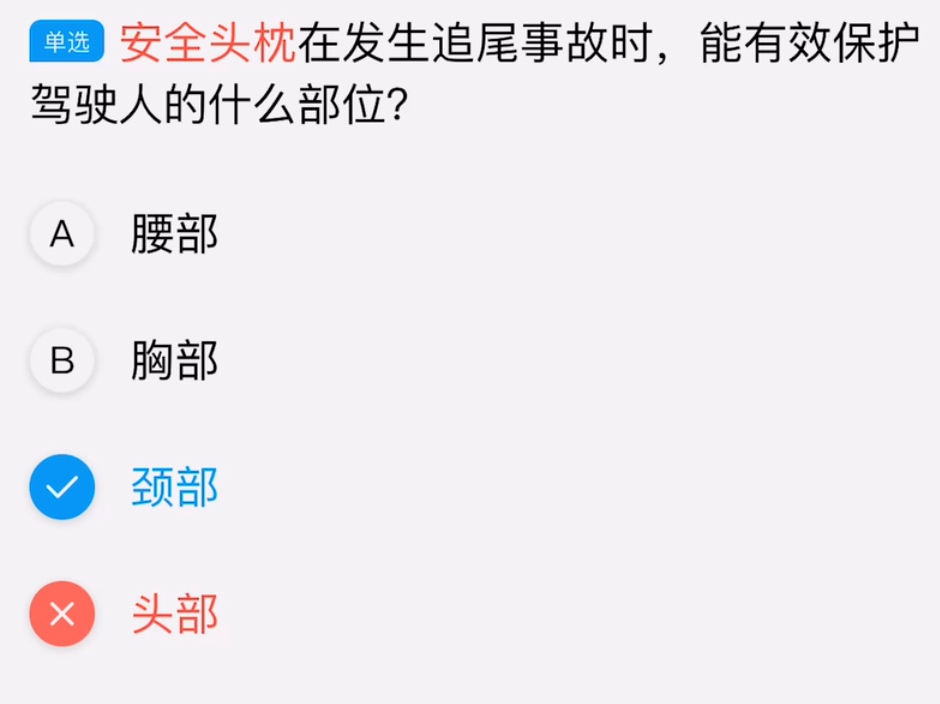 单选 安全头枕在发生追尾事故时，能有效保护
驾驶人的什么部位？
A 腰部
B 胸部
颈部
头部